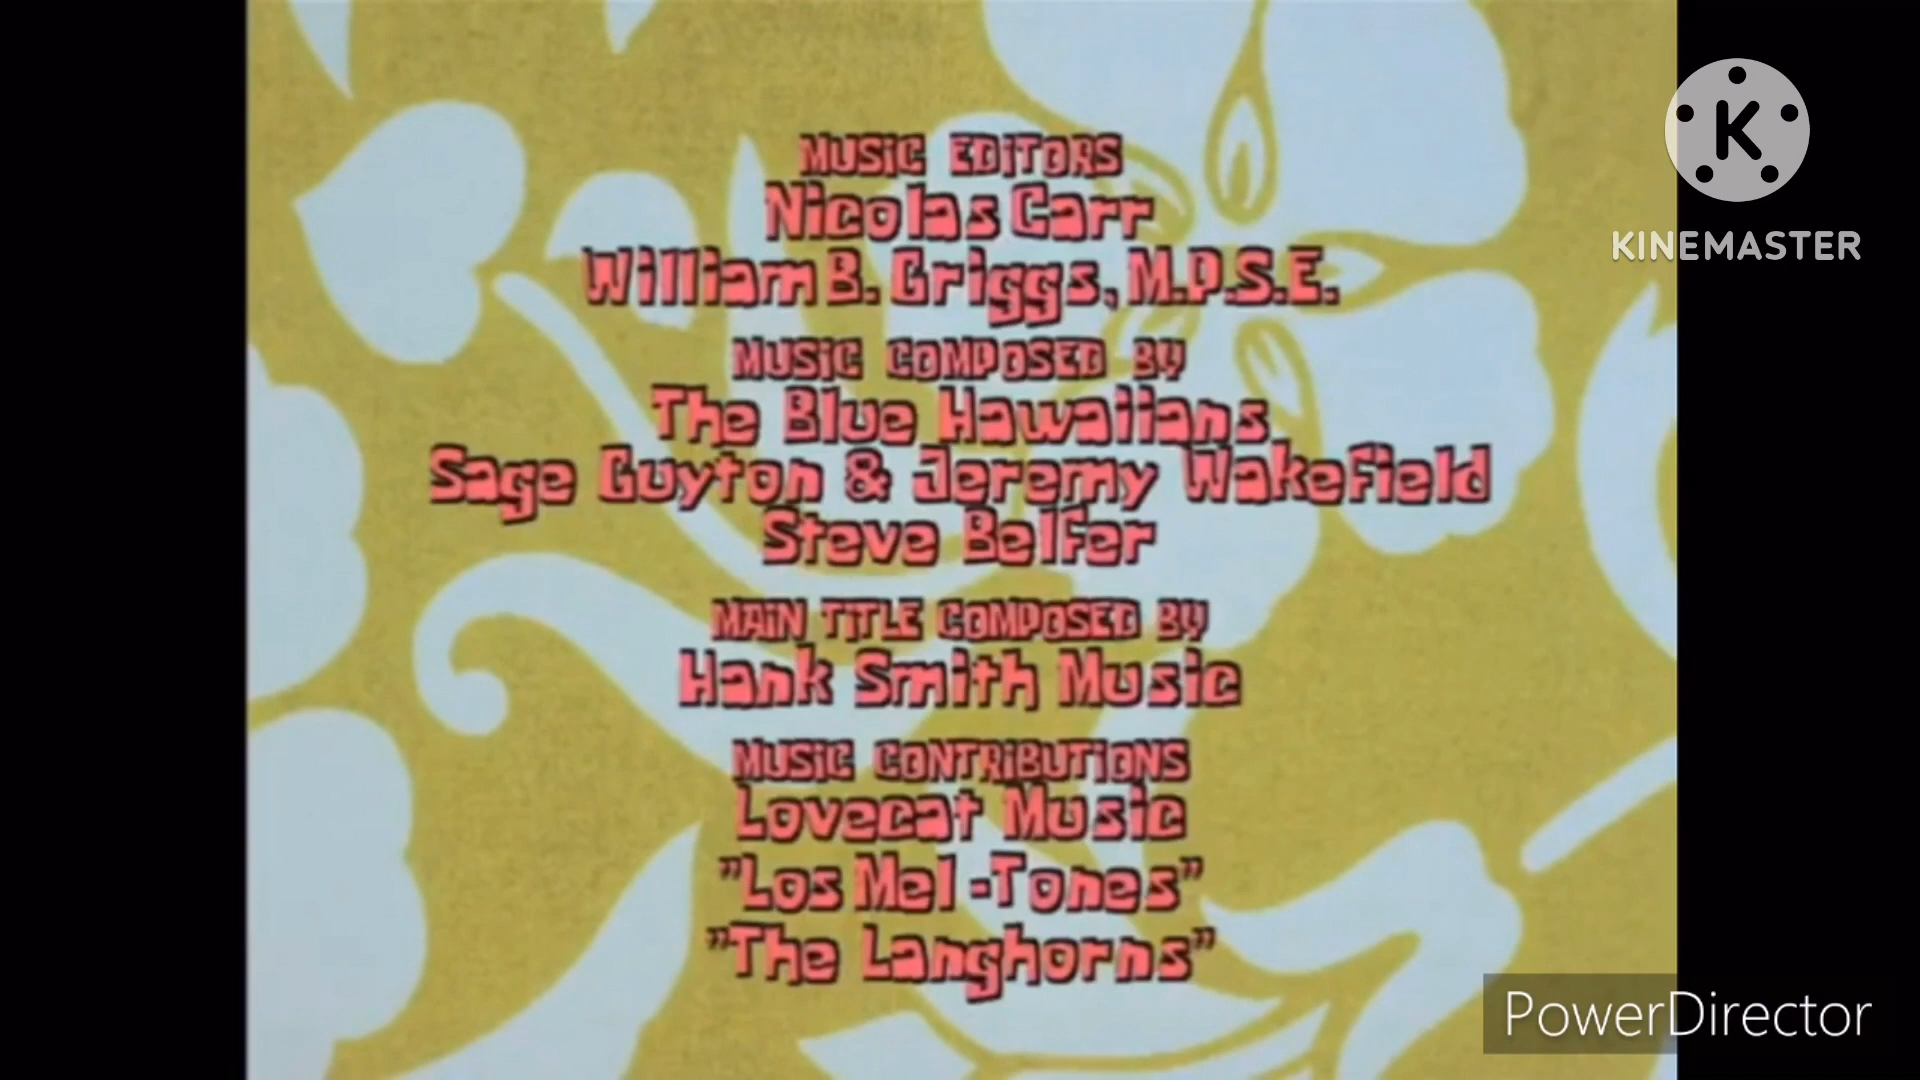 MUSIC EDITORS
Nicolas Carr
William B. Griggs, M.P.S.E.
MUSIC COMPOSED BY
The Blue Hawaiians
Sage Guyton & Jeremy Wakefield
Steve Belfer
MAIN TITLE COMPOSED BY
Hank Smith Music
MUSIC CONTRIBUTIONS
Lovecat Music
"Los Mel-Tones"
"The Langhorns"
K
KINEMASTER
PowerDirector